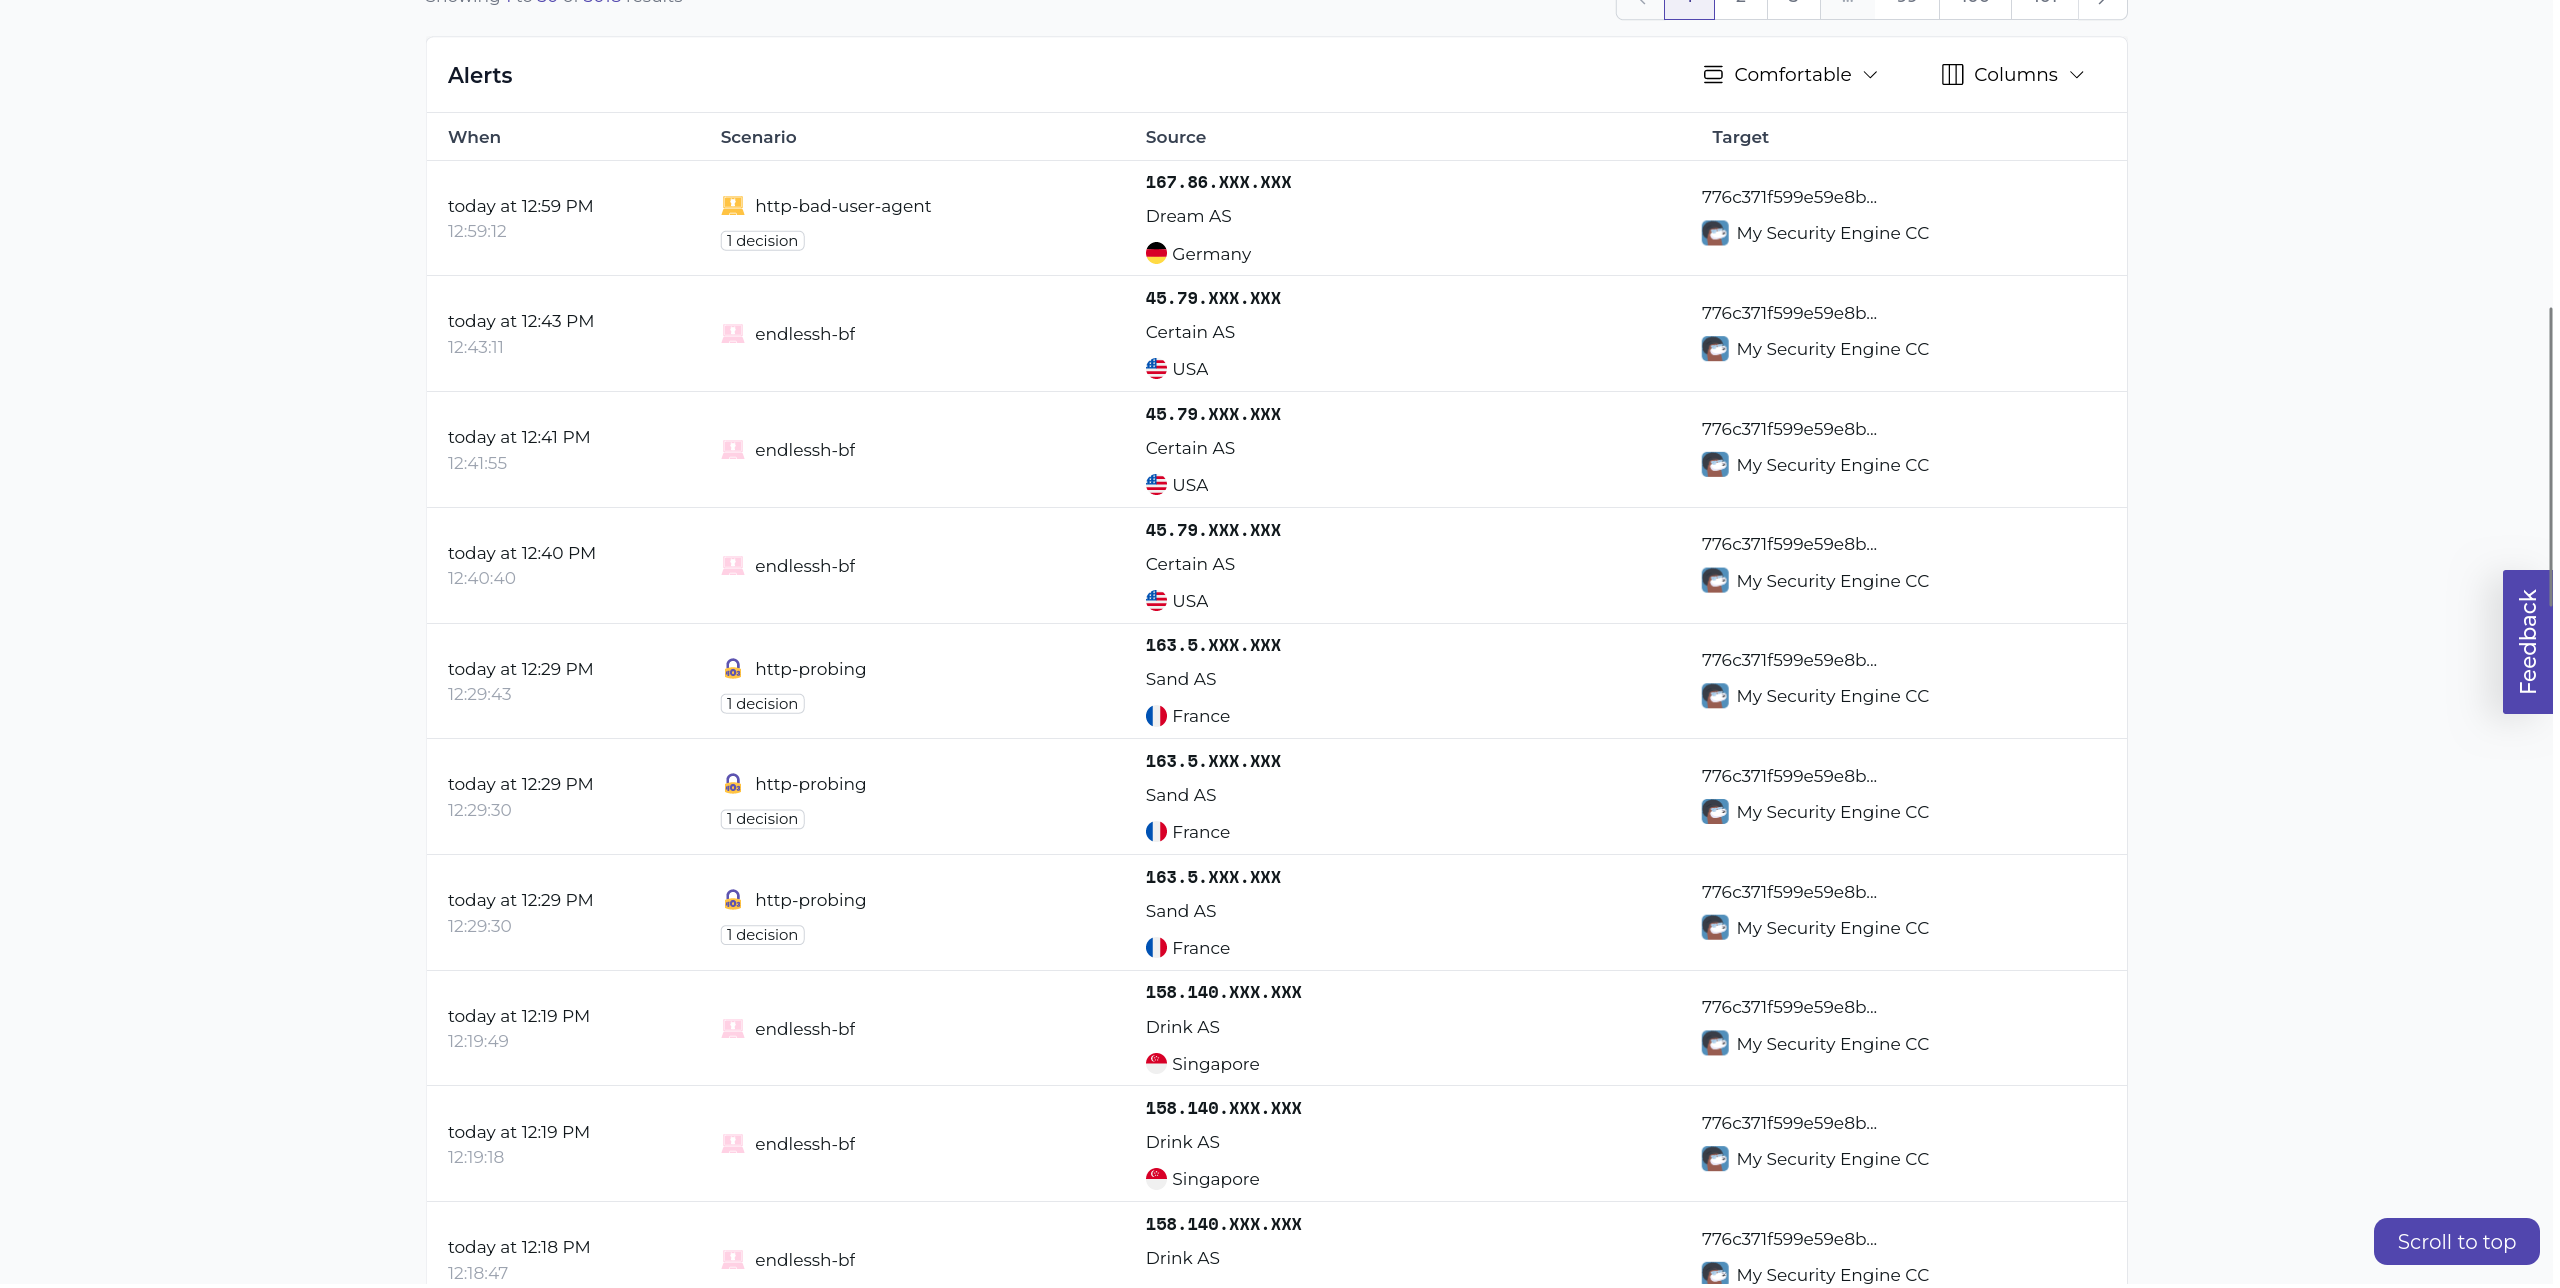 Alerts
Comfortable
Columns
When Scenario Source Target
167.86.XXX.XXX
776c371f599e59e8b...
today at 12:59 PM http-bad-user-agent
Dream AS
12:59:12
My Security Engine CC
1 decision
Germany
45.79.XXX.XXX
776c371f599e59e8b...
today at 12:43 PM
endlessh-bf
Certain AS
12:43:11
My Security Engine CC
USA
45.79.XXX.XXX
776c371f599e59e8b...
today at 12:41 PM
endlessh-bf
Certain AS
12:41:55
My Security Engine CC
USA
45.79.XXX.XXX
776c371f599e59e8b...
today at 12:40 PM
endlessh-bf
Certain AS
12:40:40
My Security Engine CC
USA
163.5.XXX.XXX
776c371f599e59e8b...
today at 12:29 PM http-probing
Sand AS
12:29:43
My Security Engine CC
1 decision
France
163.5.XXX.XXX
776c371f599e59e8b...
today at 12:29 PM http-probing
Sand AS
12:29:30
My Security Engine CC
1 decision
France
163.5.XXX.XXX
776c371f599e59e8b...
today at 12:29 PM http-probing
Sand AS
12:29:30
My Security Engine CC
1 decision
France
158.140.XXX.XXX
776c371f599e59e8b...
today at 12:19 PM
endlessh-bf
Drink AS
12:19:49
My Security Engine CC
Singapore
158.140.XXX.XXX
776c371f599e59e8b...
today at 12:19 PM
endlessh-bf
Drink AS
12:19:18
My Security Engine CC
Singapore
158.140.XXX.XXX
776c371f599e59e8b...
today at 12:18 PM
endlessh-bf
Drink AS
12:18:47
My Security Engine CC
Feedback
Scroll to top